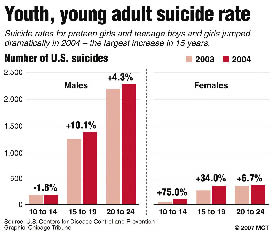 Youth, young adult suicide rate
Suicide rates for preteen girls and teenage boys and girls jumped
dramatically in 2004 – the largest increase in 15 years.
Number of U.S. suicides
2003 2004
2,500
Males
Females
+4.3%
2,000
1,500
+10.1%
1,000
500
-1.8%
+75.0%
+34.0%
+6.7%
0
10 to 14 15 to 19 20 to 24 10 to 14 15 to 19 20 to 24
Source: U.S. Centers for Disease Control and Prevention
Graphic: Chicago Tribune
© 2007 MCT